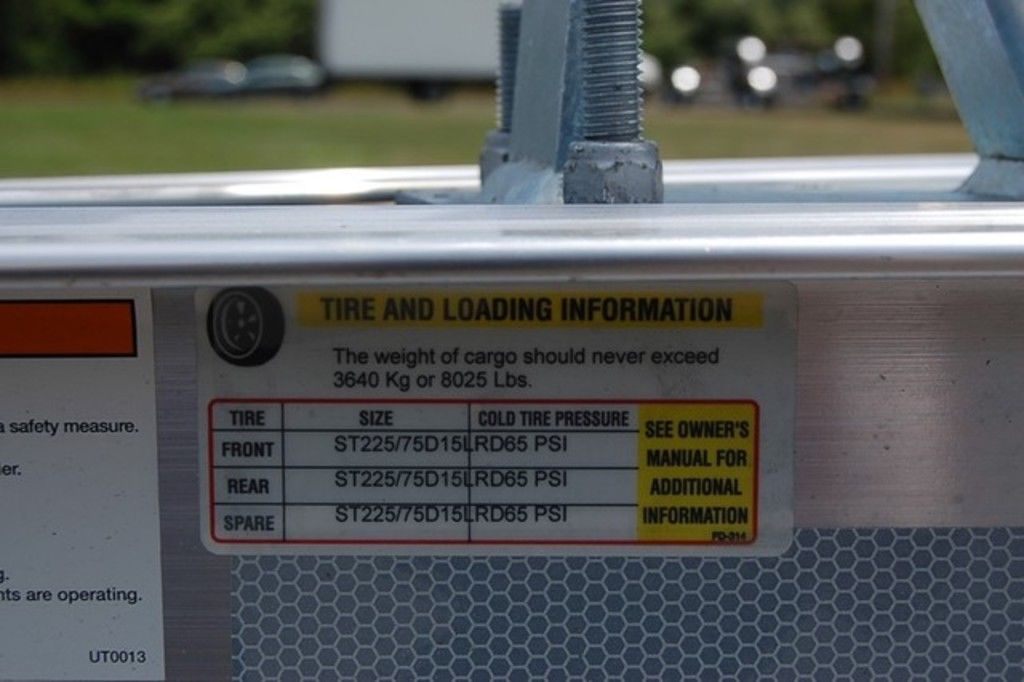 TIRE AND LOADING INFORMATION
The weight of cargo should never exceed
3640 Kg or 8025 Lbs.
TIRE SIZE COLD TIRE PRESSURE
FRONT ST225/75D15LRD65 PSI
REAR ST225/75D15LRD65 PSI
SPARE ST225/75D15LRD65 PSI
SEE OWNER'S
MANUAL FOR
ADDITIONAL
INFORMATION
PD-314
a safety measure.
er.
g.
nts are operating.
UT0013